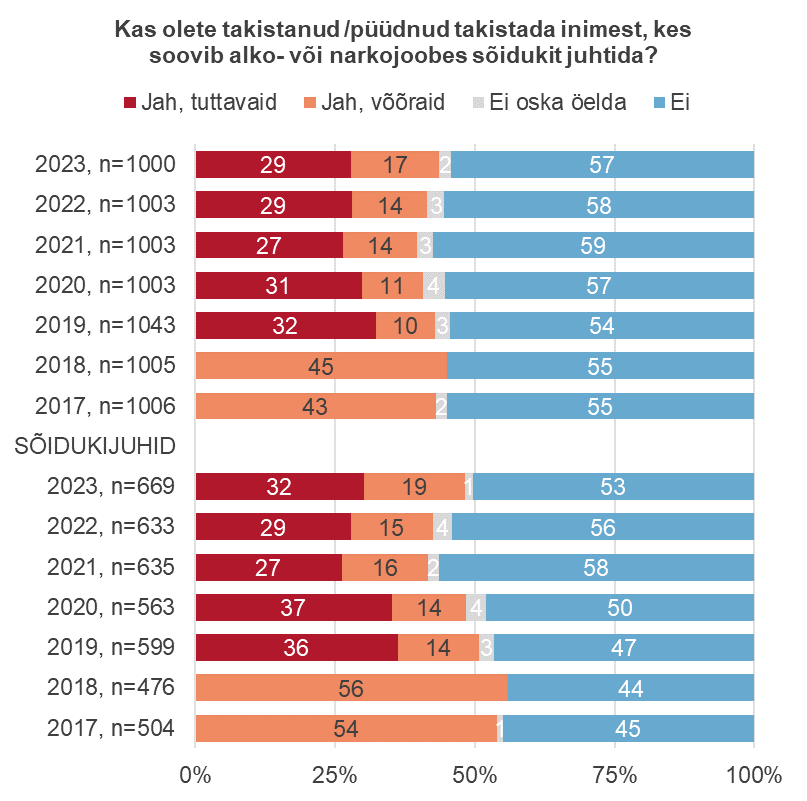 Kas olete takistanud /püüdnud takistada inimest, kes
soovib alko- või narkojoobes sõidukit juhtida?
Jah, tuttavaid Jah, võõraid Ei oska öelda Ei
2023, n=1000 29 17 2 57
2022, n=1003 29 14 3 58
2021, n=1003 27 14 3 59
2020, n=1003 31 11 4 57
2019, n=1043 32 10 3 54
2018, n=1005 45 55
2017, n=1006 43 2 55
SÕIDUKIJUHID
2023, n=669 32 19 1 53
2022, n=633 29 15 4 56
2021, n=635 27 16 2 58
2020, n=563 37 14 4 50
2019, n=599 36 14 3 47
2018, n=476 56 44
2017, n=504 54 1 45
0% 25% 50% 75% 100%